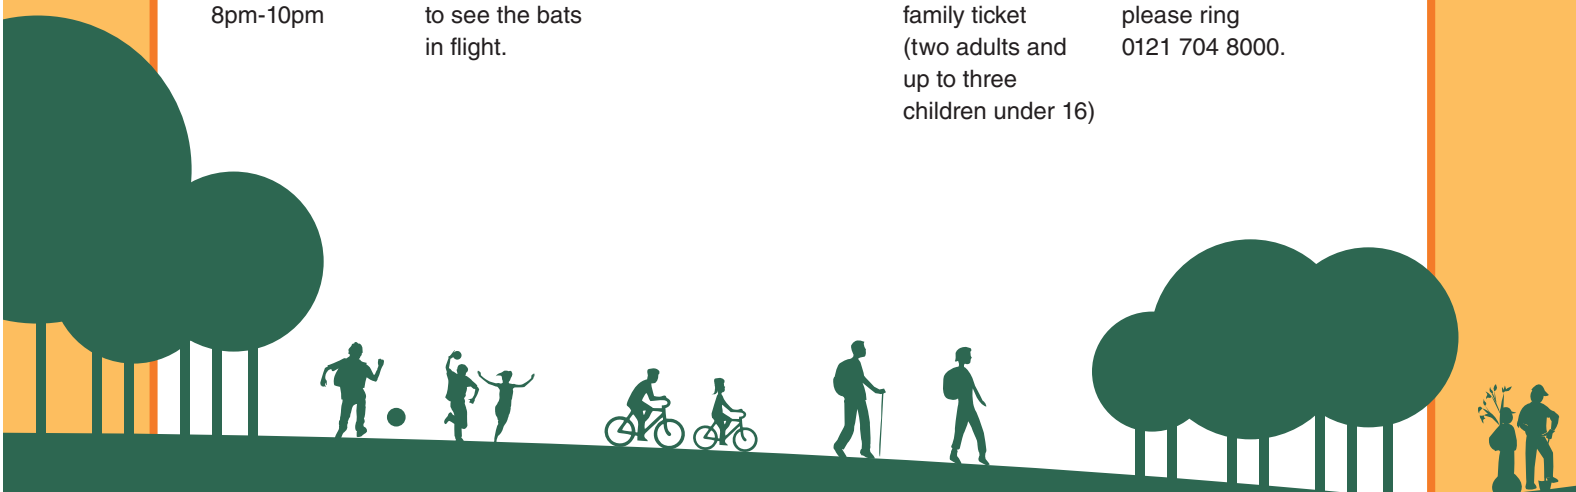 8pm-10pm
to see the bats
in flight.
family ticket
(two adults and
up to three
children under 16)
please ring
0121 704 8000.